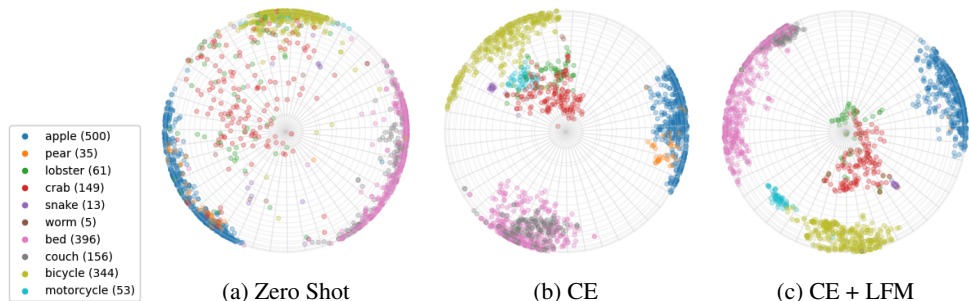 apple (500)
pear (35)
lobster (61)
crab (149)
snake (13)
worm (5)
bed (396)
couch (156)
bicycle (344)
motorcycle (53)
(a) Zero Shot
(b) CE
(c) CE + LFM